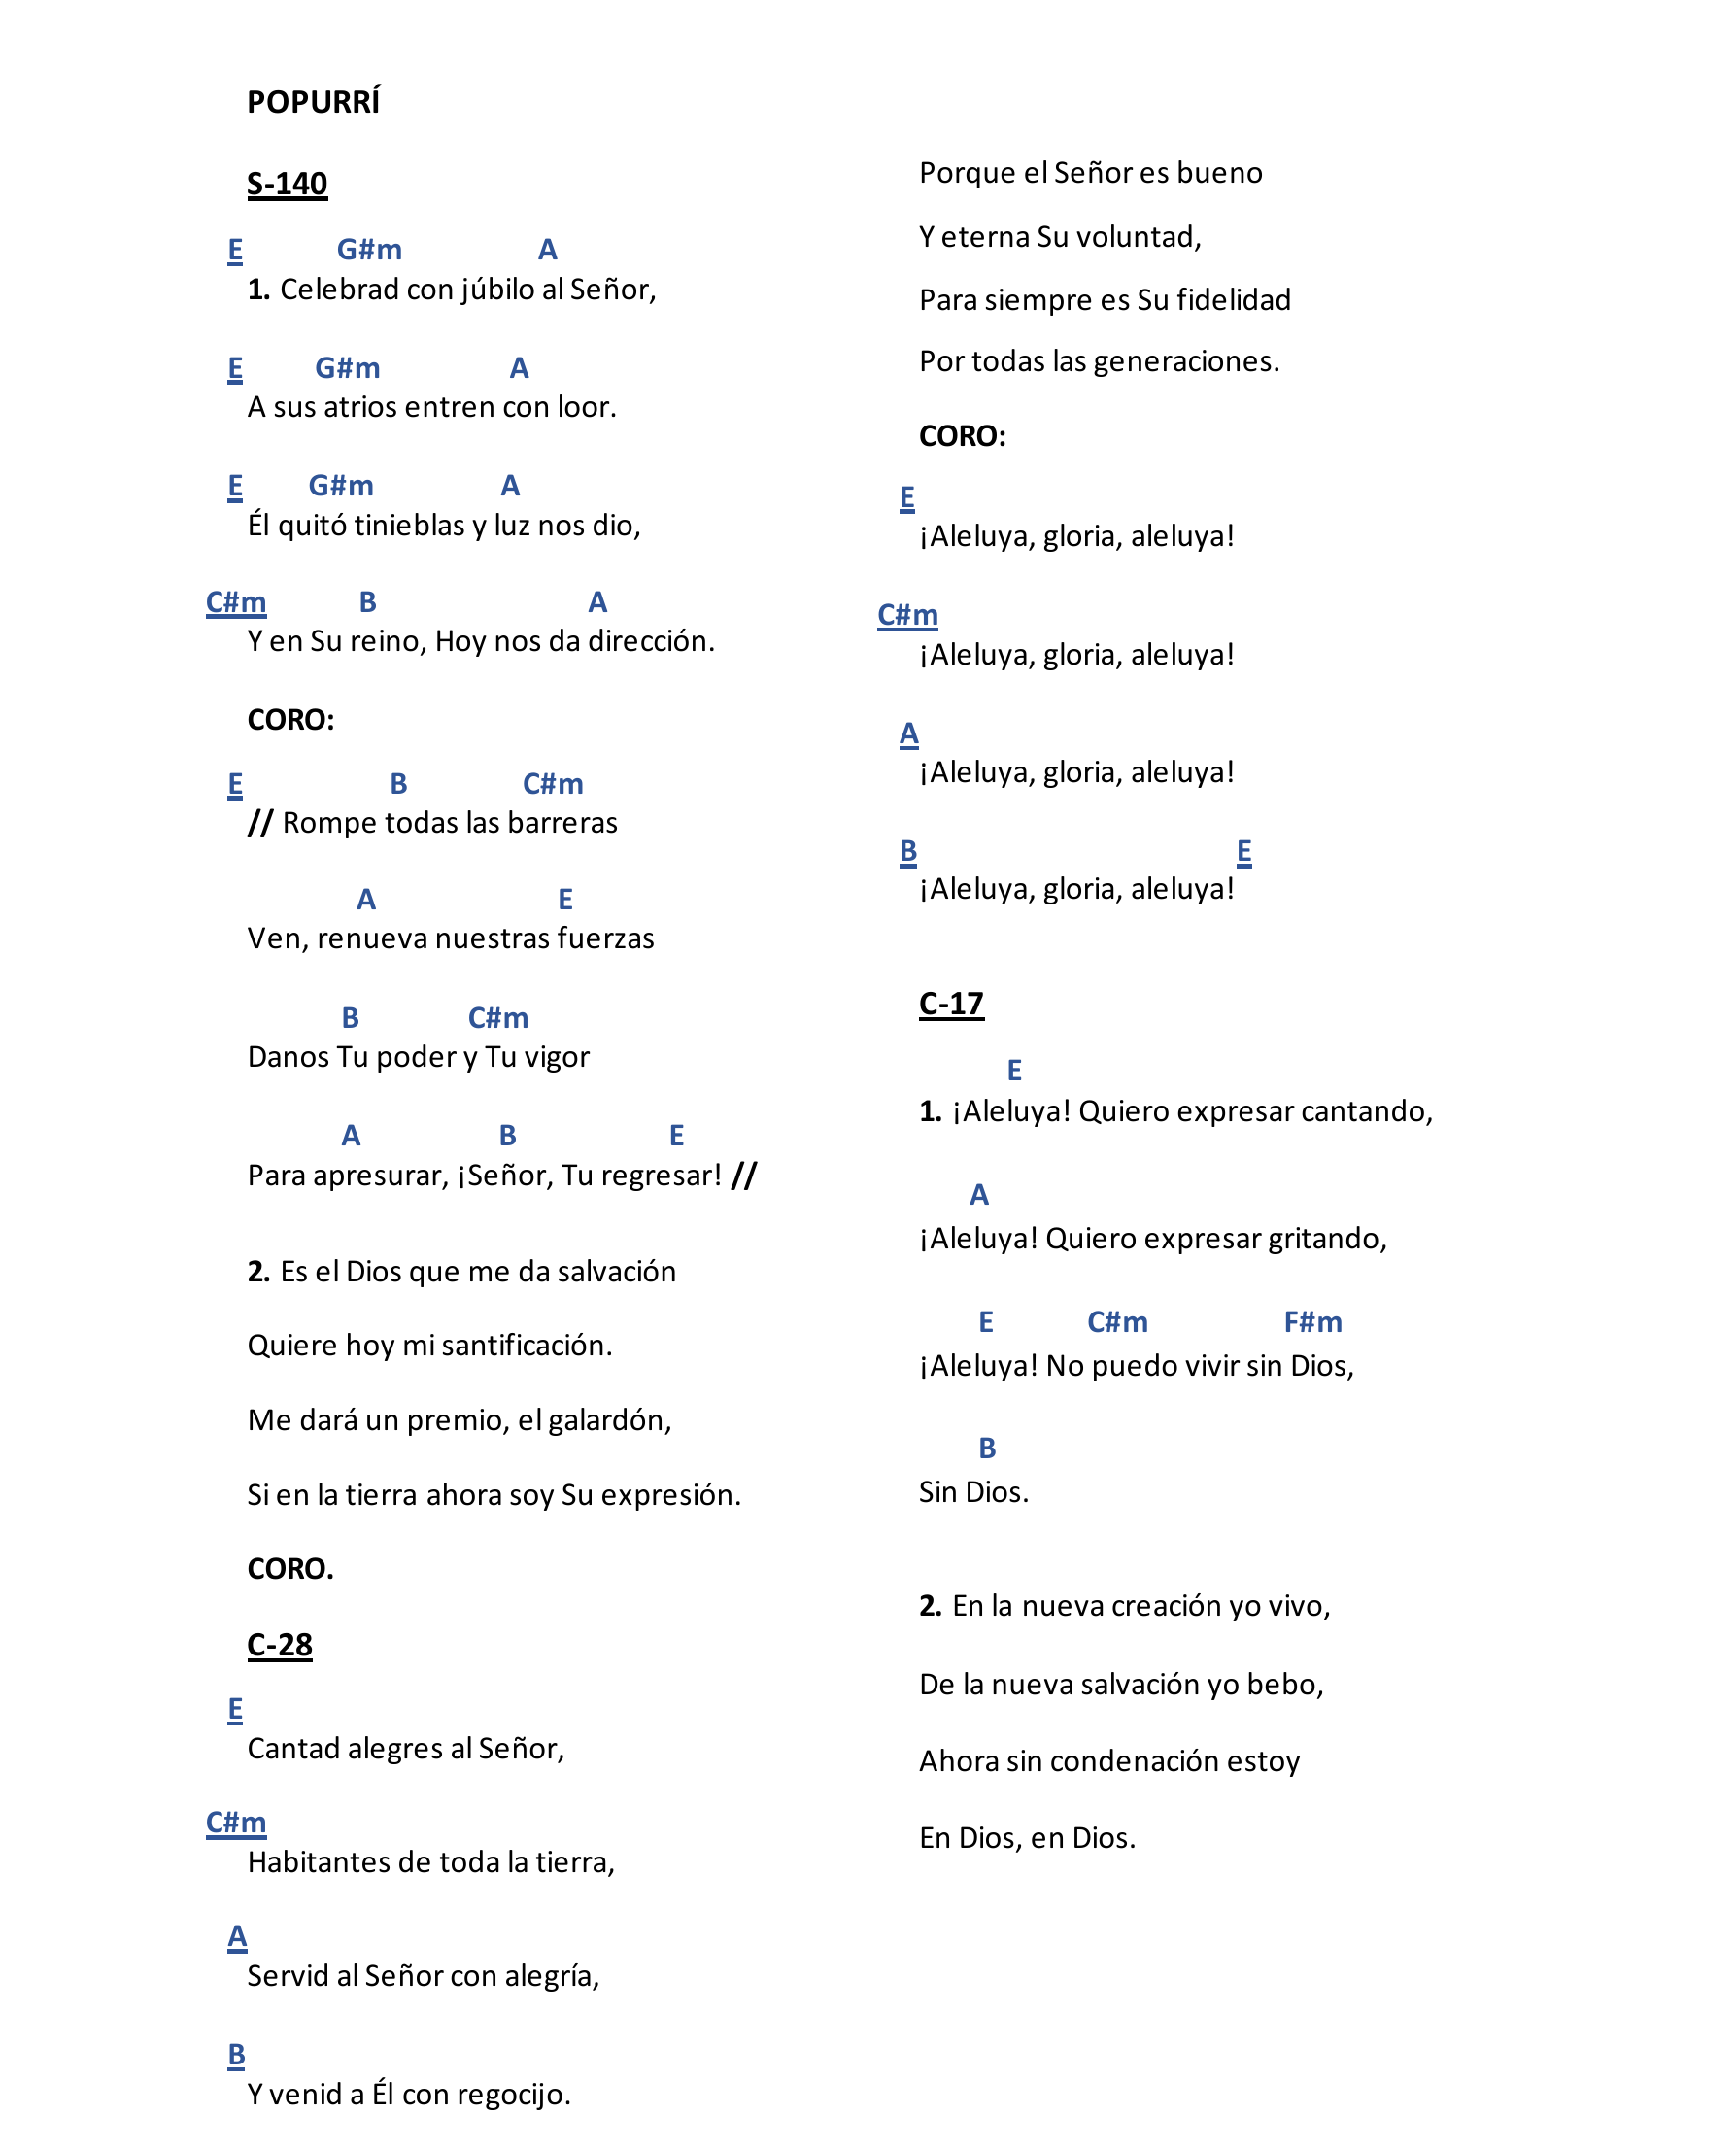 POPURRÍ
S-140
E G#m A
1. Celebrad con júbilo al Señor,
E G#m A
A sus atrios entren con loor.
E G#m A
Él quitó tinieblas y luz nos dio,
C#m B A
Y en Su reino, Hoy nos da dirección.
CORO:
E B C#m
// Rompe todas las barreras
A E
Ven, renueva nuestras fuerzas
B C#m
Danos Tu poder y Tu vigor
A B E
Para apresurar, ¡Señor, Tu regresar! //
2. Es el Dios que me da salvación
Quiere hoy mi santificación.
Me dará un premio, el galardón,
Si en la tierra ahora soy Su expresión.
CORO.
C-28
E
Cantad alegres al Señor,
C#m
Habitantes de toda la tierra,
A
Servid al Señor con alegría,
B
Y venid a Él con regocijo.
Porque el Señor es bueno
Y eterna Su voluntad,
Para siempre es Su fidelidad
Por todas las generaciones.
CORO:
E
¡Aleluya, gloria, aleluya!
C#m
¡Aleluya, gloria, aleluya!
A
¡Aleluya, gloria, aleluya!
B E
¡Aleluya, gloria, aleluya!
C-17
E
1. ¡Aleluya! Quiero expresar cantando,
A
¡Aleluya! Quiero expresar gritando,
E C#m F#m
¡Aleluya! No puedo vivir sin Dios,
B
Sin Dios.
2. En la nueva creación yo vivo,
De la nueva salvación yo bebo,
Ahora sin condenación estoy
En Dios, en Dios.